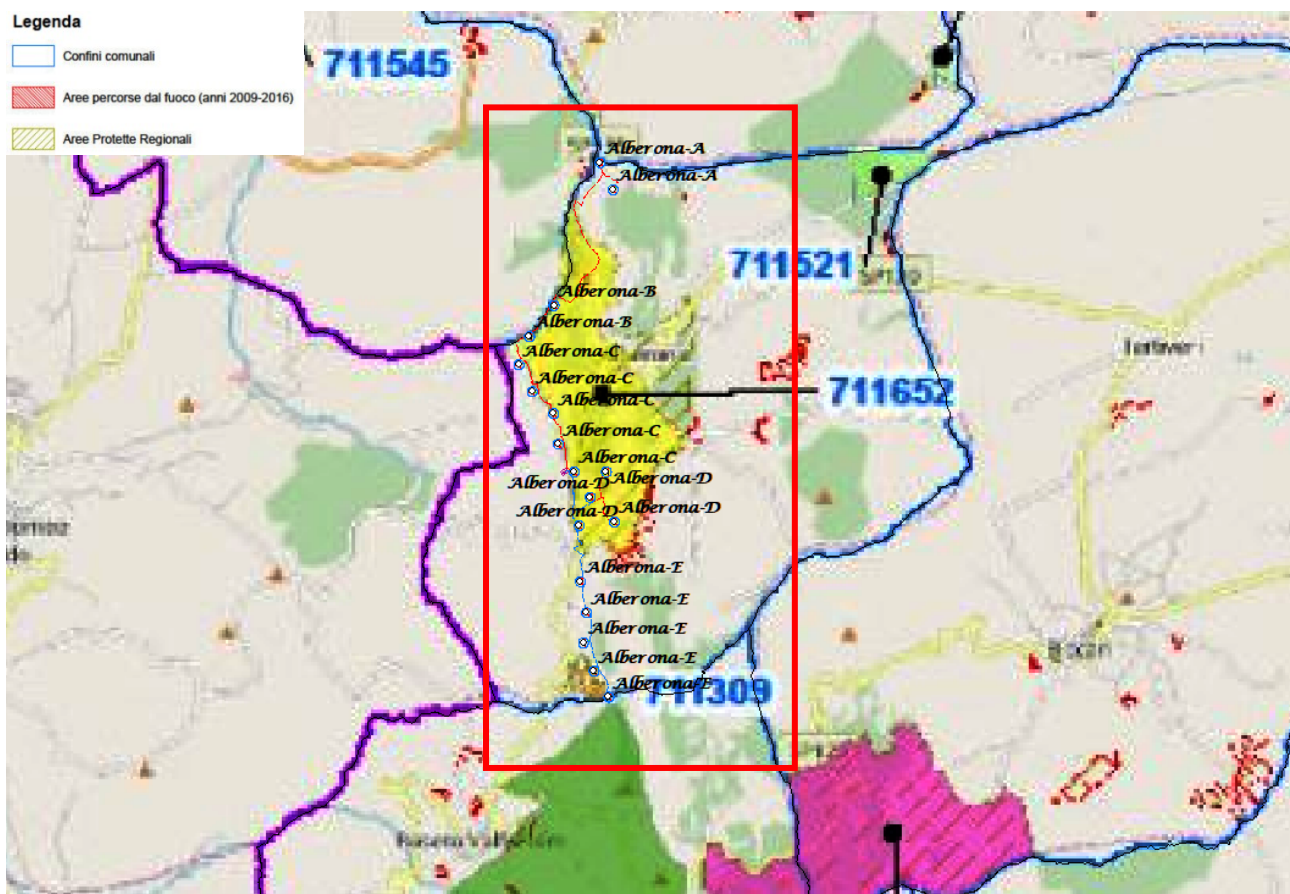 Legenda
Confini comunali
Aree percorse dal fuoco (anni 2009-2016)
Aree Protette Regionali
711545
Alberona-A
Alberona-A
711521
Alberona-B
Alberona-B
Alberona-C
Alberona-C
711652
Alberona-C
Alberona-C
Alberona-C
Alberona-D
Alberona-D
Alberona-D
Alberona-D
Alberona-E
Alberona-E
Alberona-E
Alberona-E
Alberona-E
711309